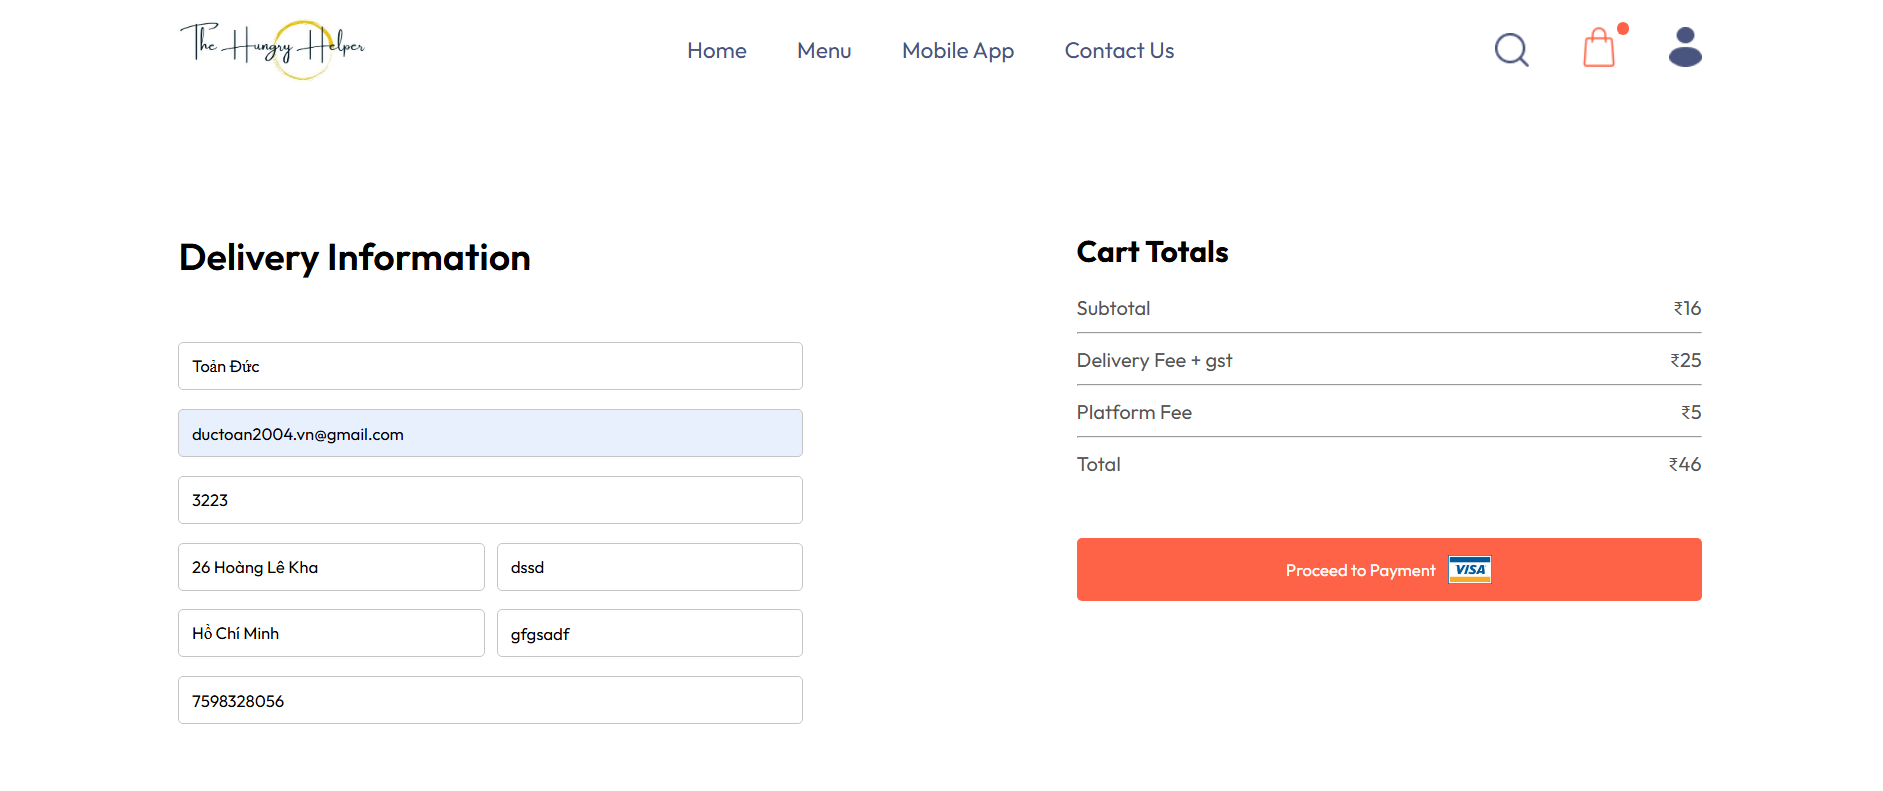 The Hungry Helper
Home Menu Mobile App Contact Us
Delivery Information
Toản Đức
ductoan2004.vn@gmail.com
3223
26 Hoàng Lê Kha dssd
Hồ Chí Minh gfgsadf
7598328056
Cart Totals
Subtotal ₹16
Delivery Fee + gst ₹25
Platform Fee ₹5
Total ₹46
Proceed to Payment VISA